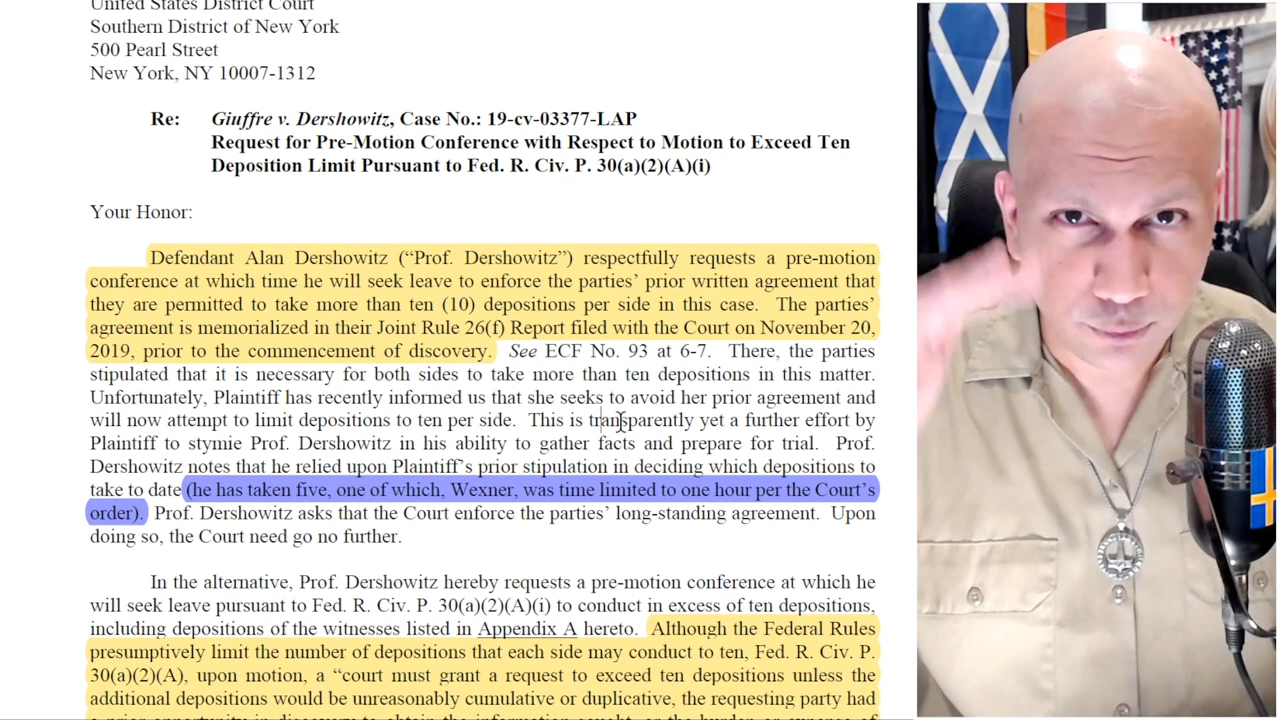 United States District Court
Southern District of New York
500 Pearl Street
New York, NY 10007-1312
Re: Giuffre v. Dershowitz, Case No.: 19-cv-03377-LAP
Request for Pre-Motion Conference with Respect to Motion to Exceed Ten
Deposition Limit Pursuant to Fed. R. Civ. P. 30(a)(2)(A)(i)
Your Honor:
Defendant Alan Dershowitz (“Prof. Dershowitz”) respectfully requests a pre-motion
conference at which time he will seek leave to enforce the parties’ prior written agreement that
they are permitted to take more than ten (10) depositions per side in this case. The parties’
agreement is memorialized in their Joint Rule 26(f) Report filed with the Court on November 20,
2019, prior to the commencement of discovery. See ECF No. 93 at 6-7. There, the parties
stipulated that it is necessary for both sides to take more than ten depositions in this matter.
Unfortunately, Plaintiff has recently informed us that she seeks to avoid her prior agreement and
will now attempt to limit depositions to ten per side. This is transparently yet a further effort by
Plaintiff to stymie Prof. Dershowitz in his ability to gather facts and prepare for trial. Prof.
Dershowitz notes that he relied upon Plaintiff’s prior stipulation in deciding which depositions to
take to date (he has taken five, one of which, Wexner, was time limited to one hour per the Court’s
order). Prof. Dershowitz asks that the Court enforce the parties’ long-standing agreement. Upon
doing so, the Court need go no further.
In the alternative, Prof. Dershowitz hereby requests a pre-motion conference at which he
will seek leave pursuant to Fed. R. Civ. P. 30(a)(2)(A)(i) to conduct in excess of ten depositions,
including depositions of the witnesses listed in Appendix A hereto. Although the Federal Rules
presumptively limit the number of depositions that each side may conduct to ten, Fed. R. Civ. P.
30(a)(2)(A), upon motion, a “court must grant a request to exceed ten depositions unless the
additional depositions would be unreasonably cumulative or duplicative, the requesting party had